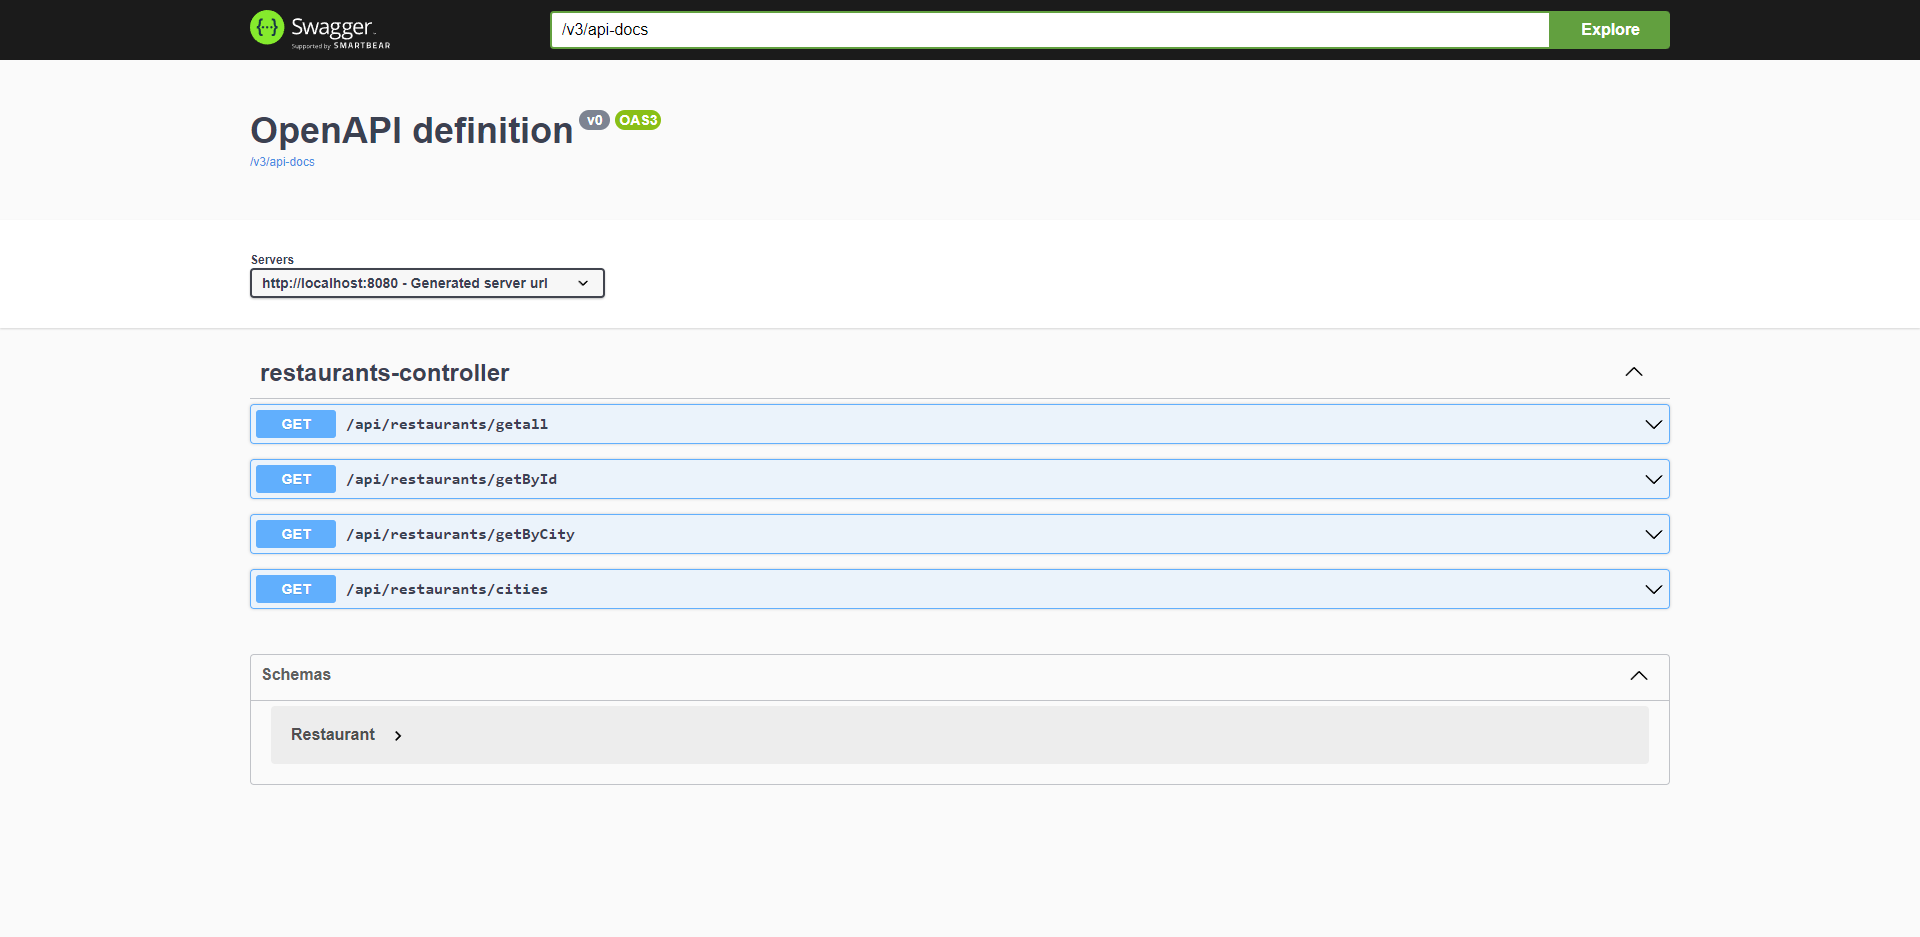 Swagger
Supported by SMARTBEAR
/v3/api-docs
Explore
OpenAPI definition v0 OAS3
/v3/api-docs
Servers
http://localhost:8080 - Generated server url
restaurants-controller
GET /api/restaurants/getall
GET /api/restaurants/getById
GET /api/restaurants/getByCity
GET /api/restaurants/cities
Schemas
Restaurant